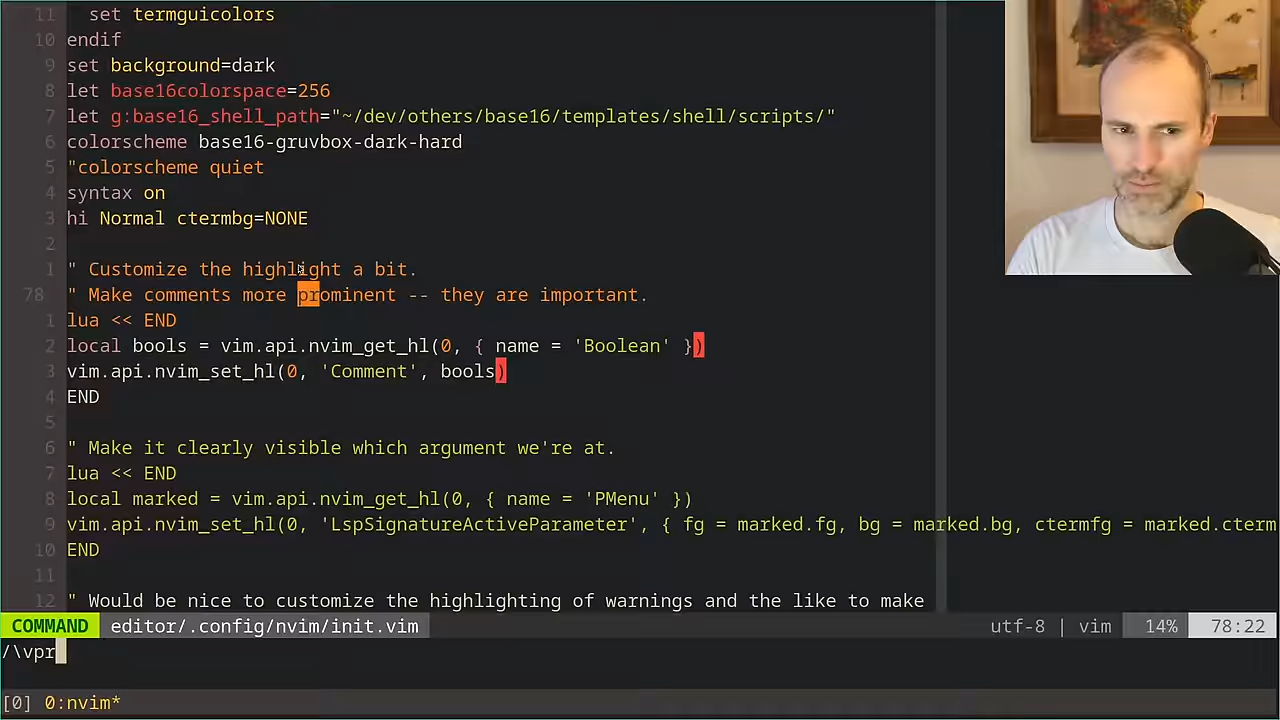 11   set termguicolors
10 endif
9 set background=dark
8 let base16colorspace=256
7 let g:base16_shell_path="~/dev/others/base16/templates/shell/scripts/"
6 colorscheme base16-gruvbox-dark-hard
5 "colorscheme quiet
4 syntax on
3 hi Normal ctermbg=NONE
2
1 " Customize the highlight a bit.
78 " Make comments more prominent -- they are important.
1 lua << END
2 local bools = vim.api.nvim_get_hl(0, { name = 'Boolean' })
3 vim.api.nvim_set_hl(0, 'Comment', bools)
4 END
5
6 " Make it clearly visible which argument we're at.
7 lua << END
8 local marked = vim.api.nvim_get_hl(0, { name = 'PMenu' })
9 vim.api.nvim_set_hl(0, 'LspSignatureActiveParameter', { fg = marked.fg, bg = marked.bg, ctermfg = marked.cterm
10 END
11
12 " Would be nice to customize the highlighting of warnings and the like to make
COMMAND editor/.config/nvim/init.vim utf-8 | vim 14% 78:22
/\vpr
[0] 0:nvim*